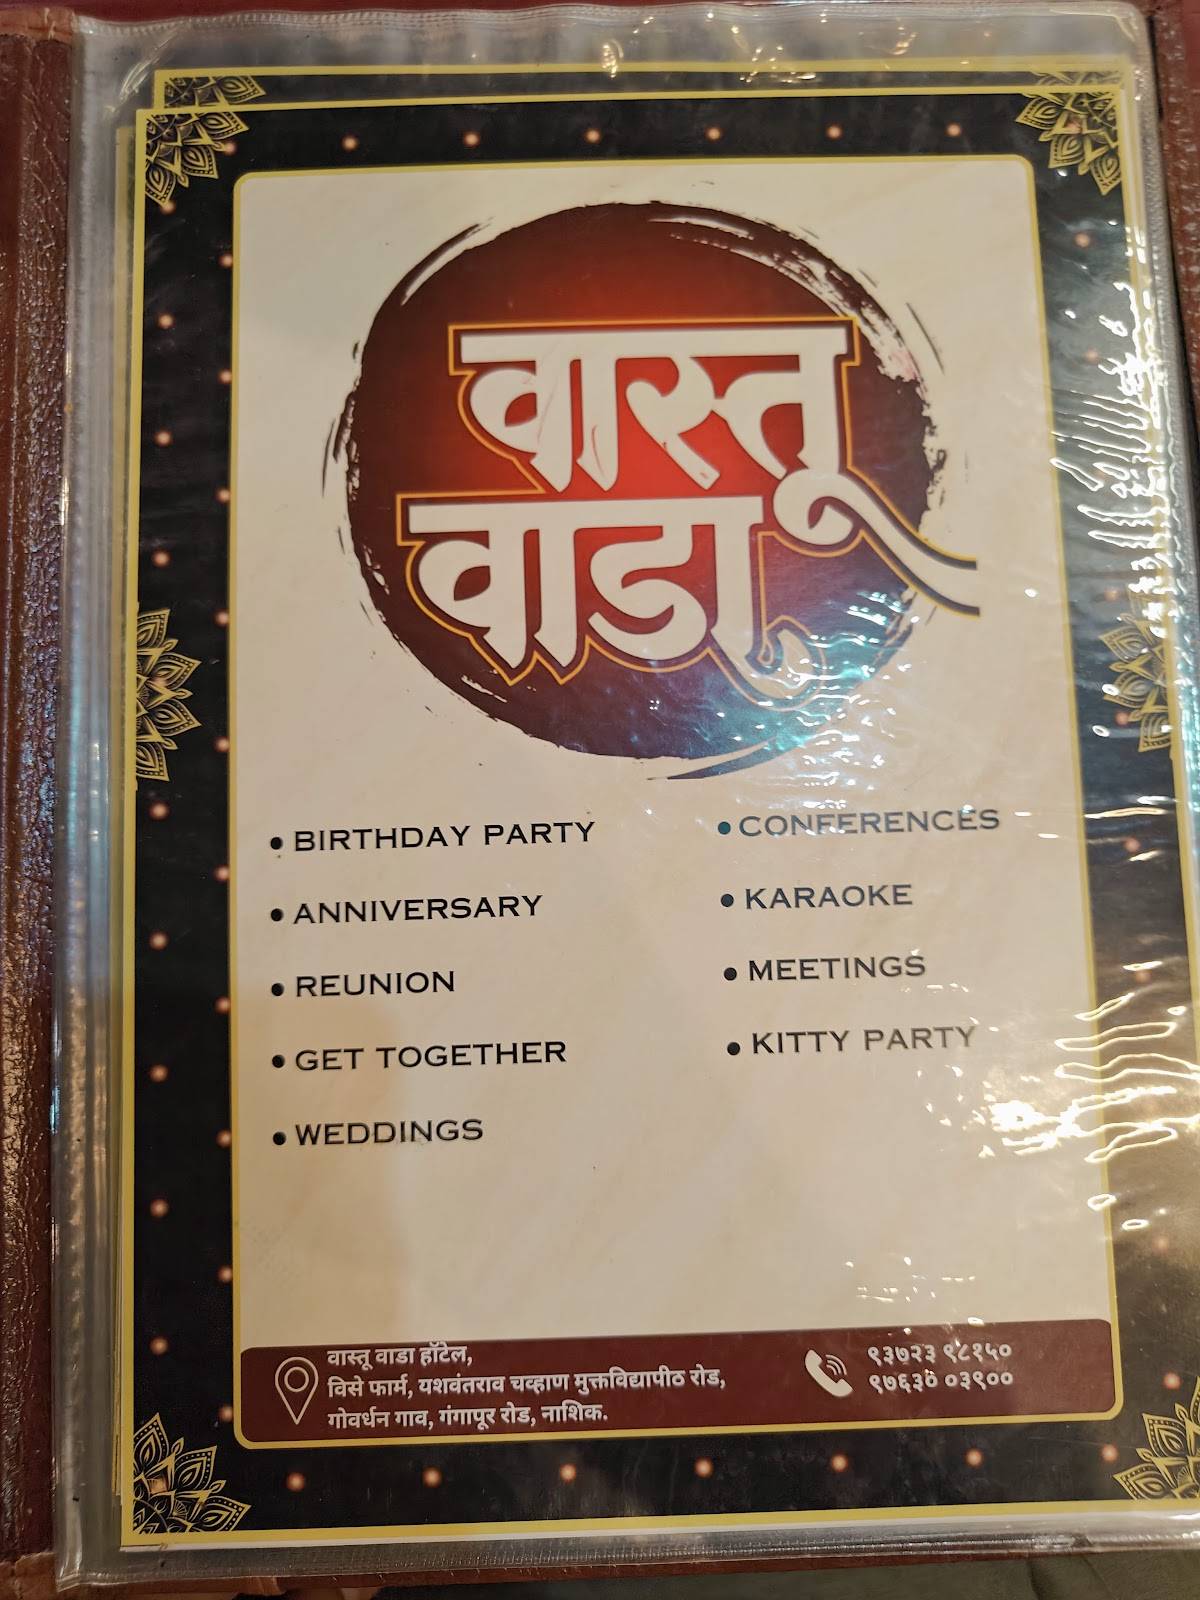 वास्तू
वाडा
• BIRTHDAY PARTY
• ANNIVERSARY
• REUNION
• GET TOGETHER
• WEDDINGS
• CONFERENCES
• KARAOKE
• MEETINGS
• KITTY PARTY
वास्तू वाडा हॉटेल,
विसे फार्म, यशवंतराव चव्हाण मुक्तविद्यापीठ रोड,
गोवर्धन गाव, गंगापूर रोड, नाशिक.
९३७२३ ९८१५०
९७६३० ०३९००